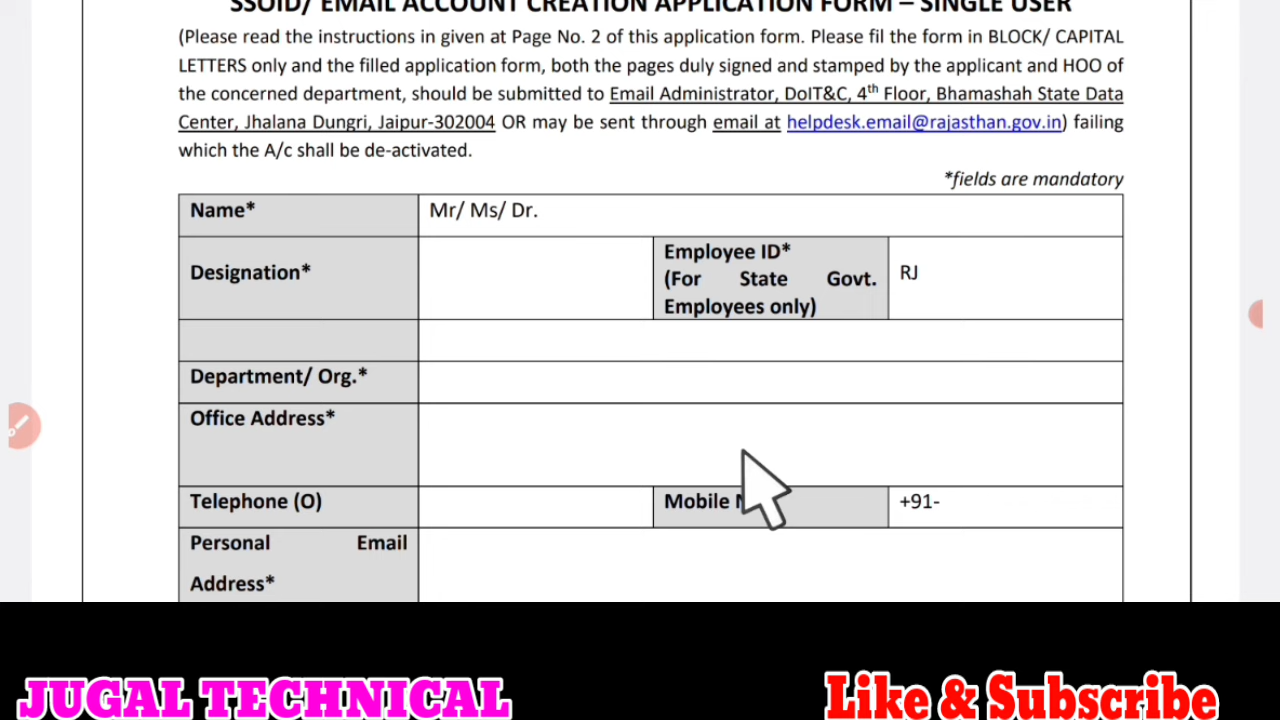 SSOID/ EMAIL ACCOUNT CREATION APPLICATION FORM – SINGLE USER
(Please read the instructions in given at Page No. 2 of this application form. Please fil the form in BLOCK/ CAPITAL
LETTERS only and the filled application form, both the pages duly signed and stamped by the applicant and HOO of
the concerned department, should be submitted to Email Administrator, DoIT&C, 4th Floor, Bhamashah State Data
Center, Jhalana Dungri, Jaipur-302004 OR may be sent through email at helpdesk.email@rajasthan.gov.in) failing
which the A/c shall be de-activated.
*fields are mandatory
Name* Mr/ Ms/ Dr.
Designation* Employee ID* (For State Govt. Employees only) RJ
Department/ Org.*
Office Address*
Telephone (O) Mobile +91-
Personal Email
Address*
JUGAL TECHNICAL Like & Subscribe